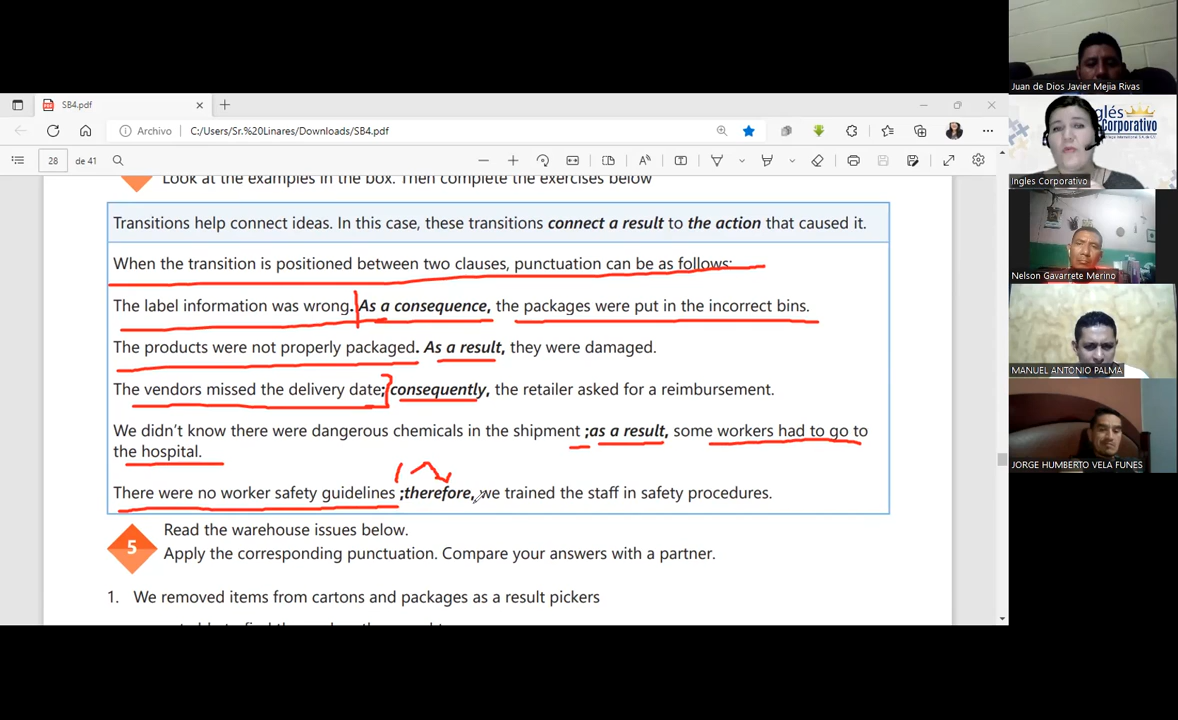 SB4.pdf
Archivo
C:/Users/Sr.%20Linares/Downloads/SB4.pdf
28
de 41
Look at the examples in the box. Then complete the exercises below
Transitions help connect ideas. In this case, these transitions connect a result to the action that caused it.
When the transition is positioned between two clauses, punctuation can be as follows:
The label information was wrong. As a consequence, the packages were put in the incorrect bins.
The products were not properly packaged. As a result, they were damaged.
The vendors missed the delivery date; consequently, the retailer asked for a reimbursement.
We didn't know there were dangerous chemicals in the shipment ;as a result, some workers had to go to
the hospital.
There were no worker safety guidelines ;therefore, we trained the staff in safety procedures.
5
Read the warehouse issues below.
Apply the corresponding punctuation. Compare your answers with a partner.
1. We removed items from cartons and packages as a result pickers
Juan de Dios Javier Mejia Rivas
glés
Corporativo
Ingles Corporativo
Nelson Gavarrete Merino
MANUEL ANTONIO PALMA
JORGE HUMBERTO VELA FUNES